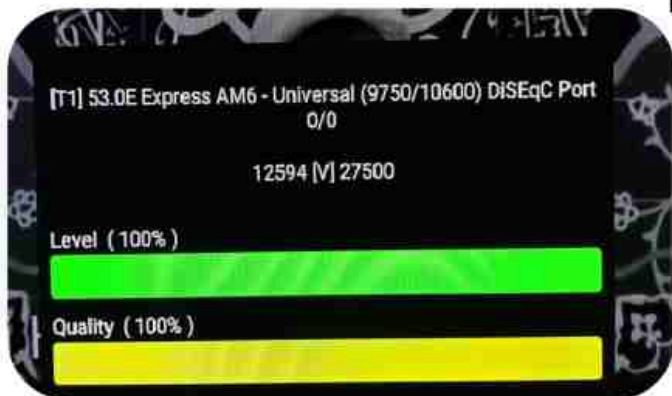 [T1] 53.0E Express AM6 - Universal (9750/10600) DiSEqC Port
0/0
12594 [V] 27500
Level ( 100% )
Quality ( 100% )